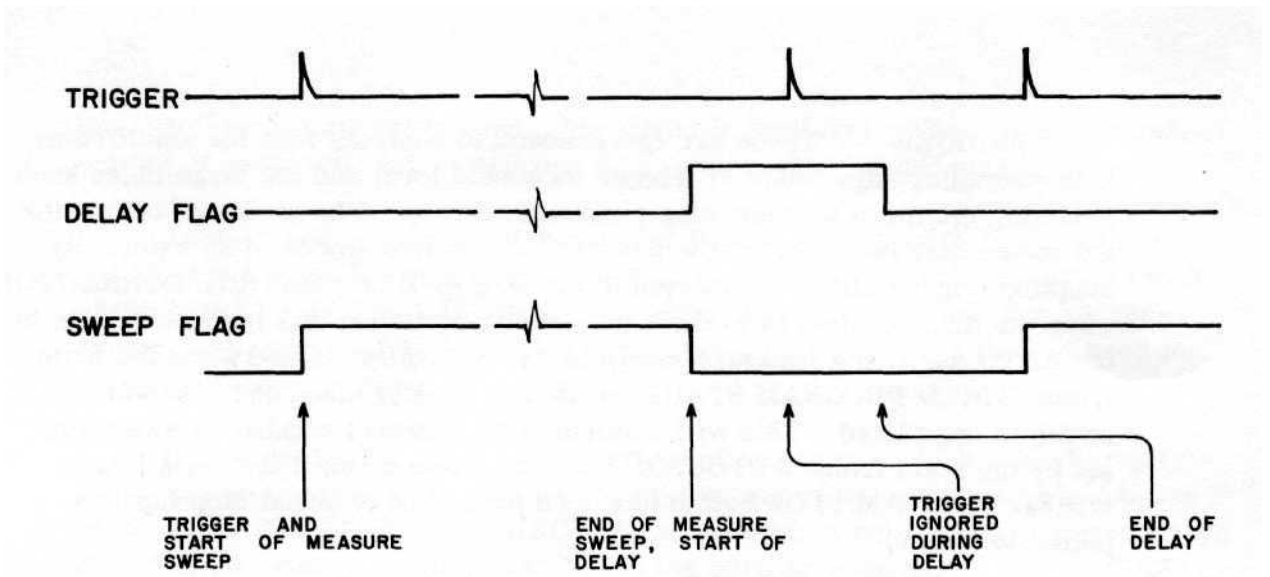 TRIGGER
DELAY FLAG
SWEEP FLAG
TRIGGER AND
START OF MEASURE
SWEEP
END OF MEASURE
SWEEP, START OF
DELAY
TRIGGER
IGNORED
DURING
DELAY
END OF
DELAY